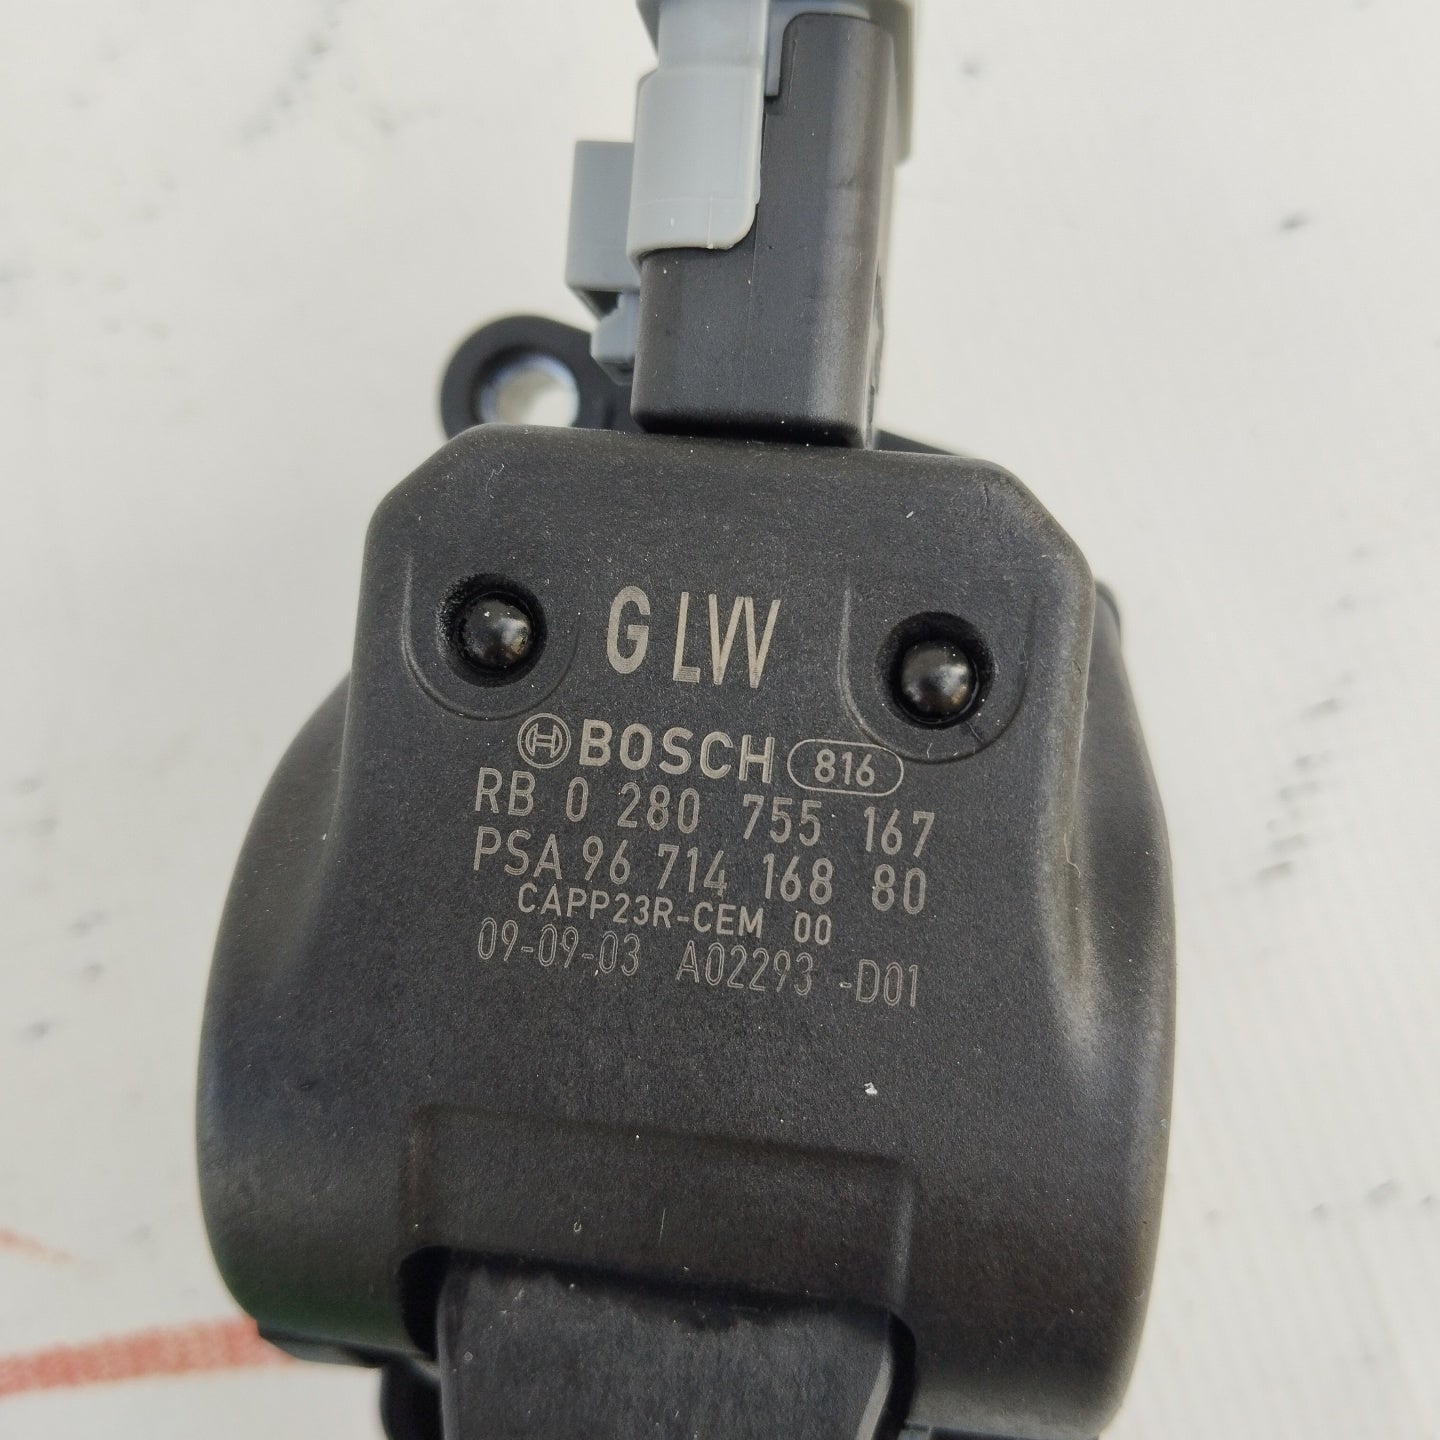 G LW
BOSCH 816
RB 0 280 755 167
PSA 96 714 168 80
CAPP23R-CEM 00
09-09-03 A02293 -D01